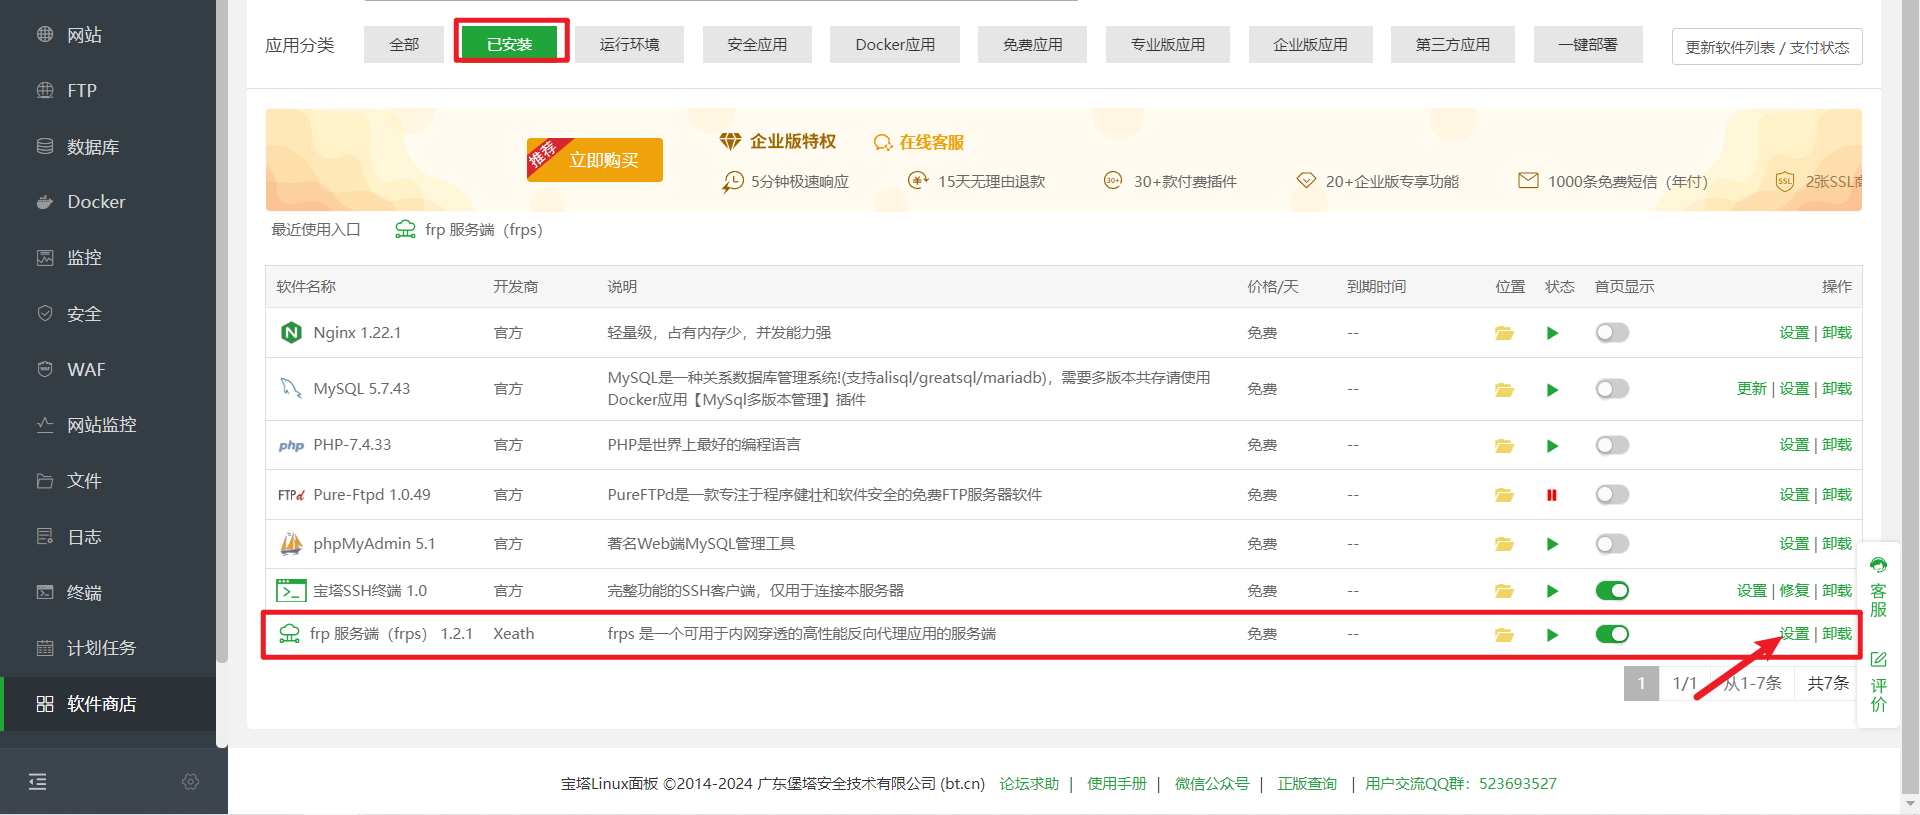 网站
FTP
数据库
Docker
监控
安全
WAF
网站监控
文件
日志
终端
计划任务
软件商店
应用分类
全部
已安装
运行环境
安全应用
Docker应用
免费应用
专业版应用
企业版应用
第三方应用
一键部署
更新软件列表 / 支付状态
推荐
立即购买
企业版特权
在线客服
5分钟极速响应
15天无理由退款
30+
30+款付费插件
20+企业版专享功能
1000条免费短信（年付）
SSL
2张SSL商
最近使用入口
frp 服务端（frps）
软件名称 开发商 说明 价格/天 到期时间 位置 状态 首页显示 操作
Nginx 1.22.1 官方 轻量级，占有内存少，并发能力强 免费 -- 设置 | 卸载
MySQL 5.7.43 官方 MySQL是一种关系数据库管理系统!(支持alisql/greatsql/mariadb)，需要多版本共存请使用
Docker应用【MySql多版本管理】插件 免费 -- 更新 | 设置 | 卸载
php PHP-7.4.33 官方 PHP是世界上最好的编程语言 免费 -- 设置 | 卸载
FTPd Pure-Ftpd 1.0.49 官方 PureFTPd是一款专注于程序健壮和软件安全的免费FTP服务器软件 免费 -- 设置 | 卸载
phpMyAdmin 5.1 官方 著名Web端MySQL管理工具 免费 -- 设置 | 卸载
宝塔SSH终端 1.0 官方 完整功能的SSH客户端，仅用于连接本服务器 免费 -- 设置 | 修复 | 卸载
frp 服务端（frps） 1.2.1 Xeath frps 是一个可用于内网穿透的高性能反向代理应用的服务端 免费 -- 设置 | 卸载
1 1/1 从1-7条 共7条
客服
评价
宝塔Linux面板 ©2014-2024 广东堡塔安全技术有限公司 (bt.cn) 论坛求助 | 使用手册 | 微信公众号 | 正版查询 | 用户交流QQ群：523693527